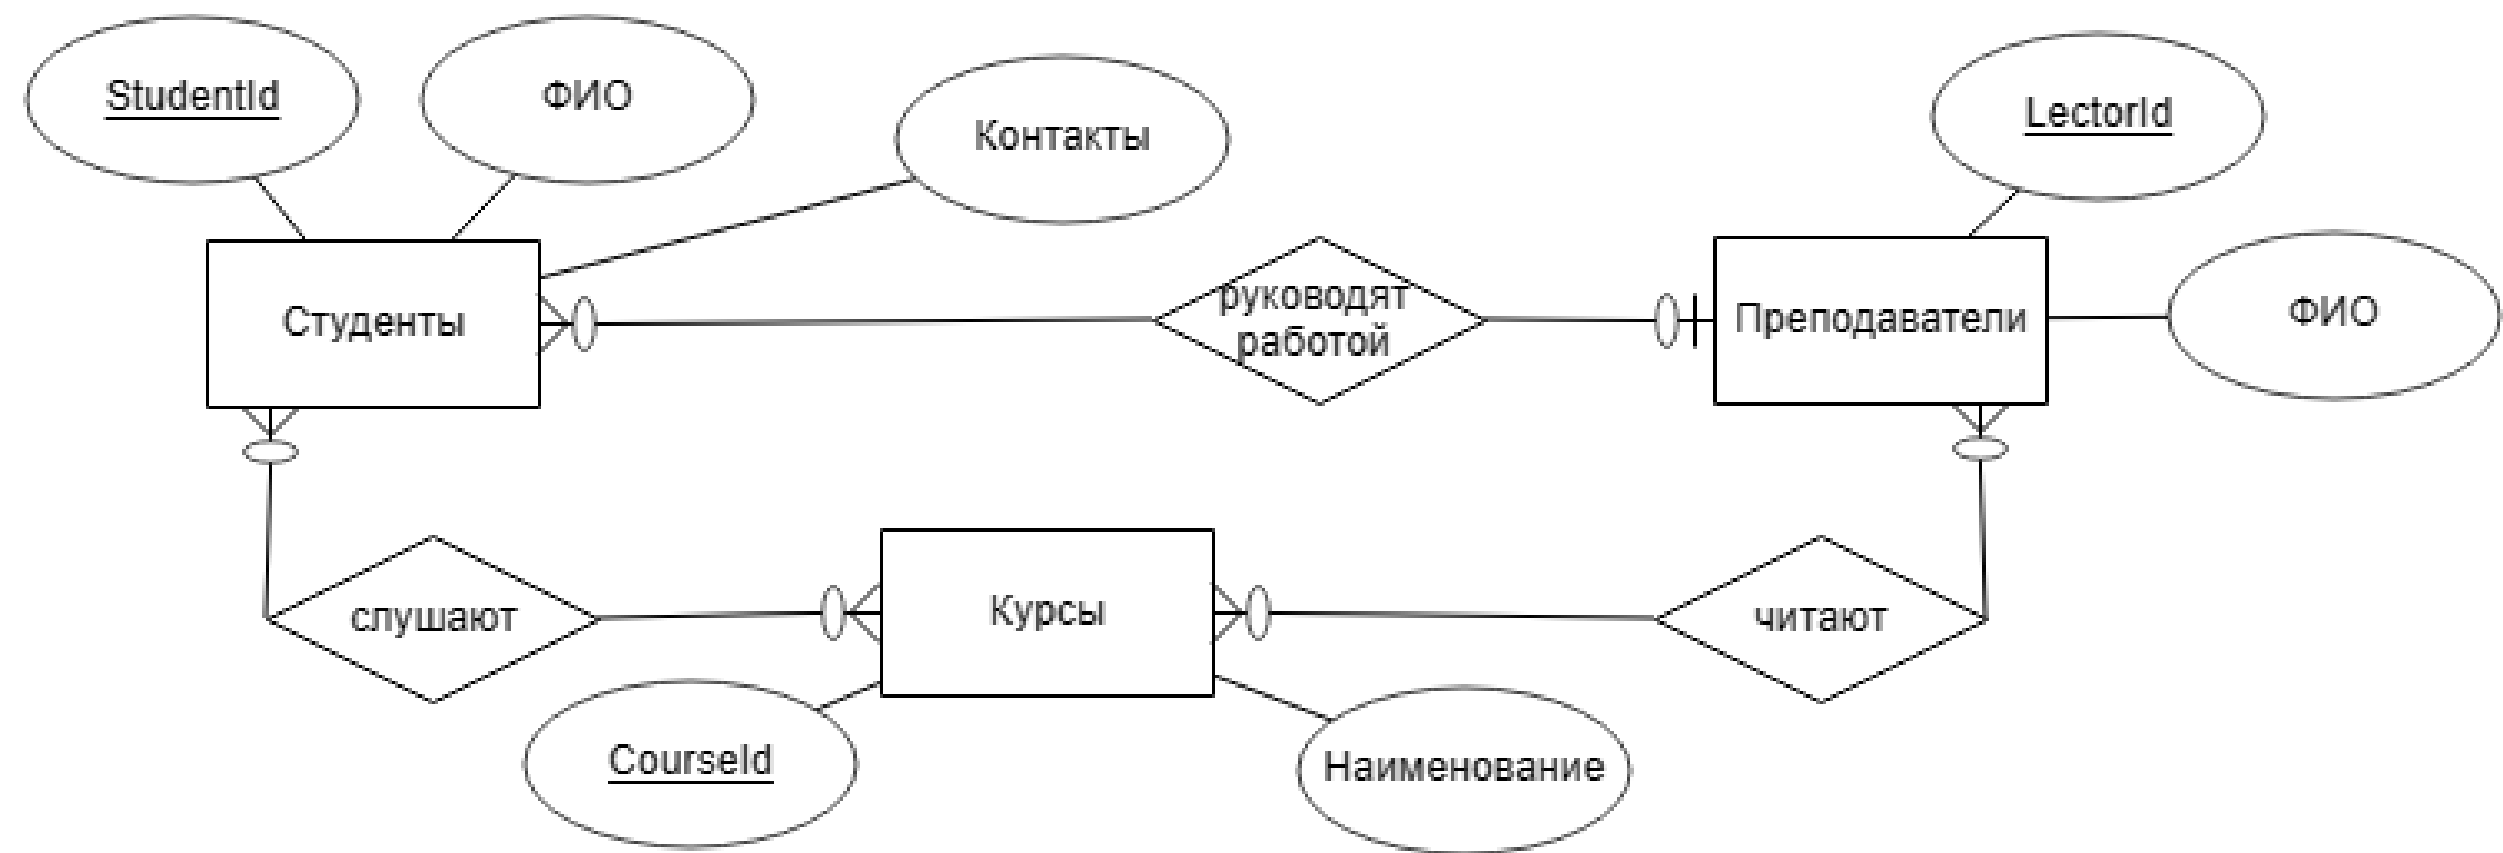 StudentId
ФИО
Контакты
LectorId
Студенты
руководят
работой
Преподаватели
ФИО
слушают
Курсы
читают
CourseId
Наименование